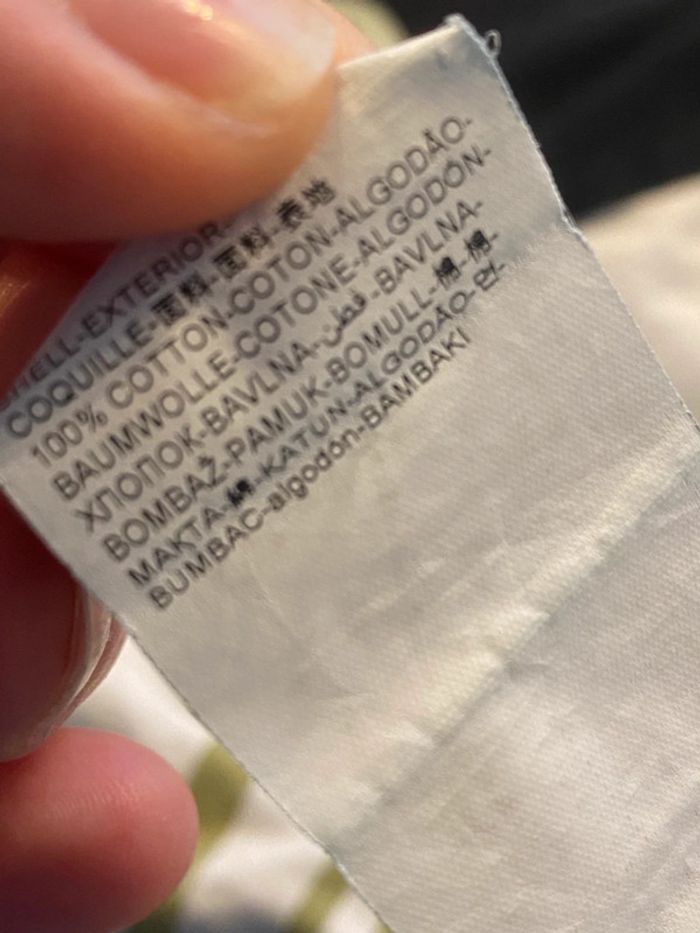 SHELL-EXTERIOR-
COQUILLE-面料-面料-表地
100% COTTON-COTON-ALGODÃO-
BAUMWOLLE-COTONE-ALGODÓN-
ХЛОПОК-BAVLNA-قطن-BAVLNA-
BOMBAŽ-PAMUK-BOMULL-棉-棉-
MAKTA-綿-KATUN-ALGODÃO-면-
BUMBAC-algodón-BAMBAKI